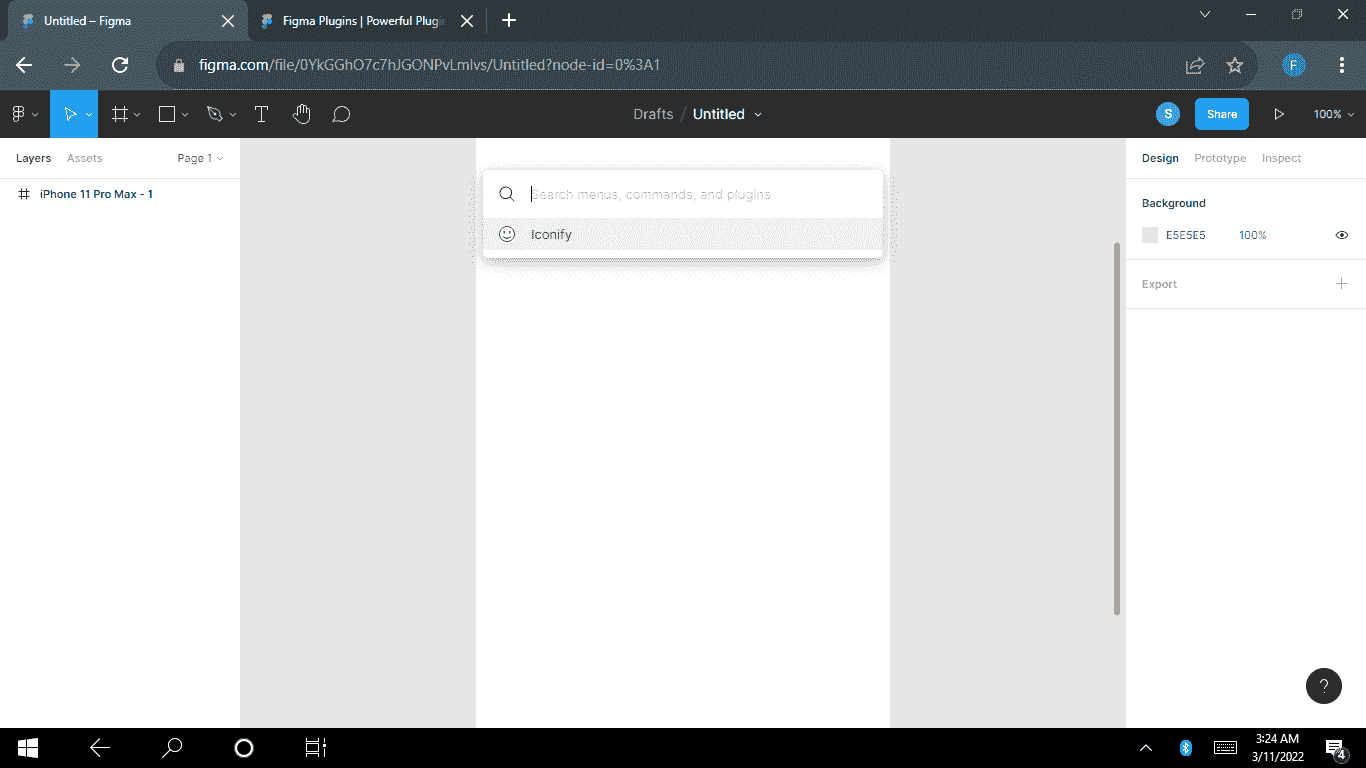 Untitled – Figma
Figma Plugins | Powerful Plugi
figma.com/file/0YkGGhO7c7hJGONPvLmlvs/Untitled?node-id=0%3A1
F
Drafts / Untitled
S
Share
100%
Layers
Assets
Page 1
Design
Prototype
Inspect
iPhone 11 Pro Max - 1
Search menus, commands, and plugins
Iconify
Background
E5E5E5
100%
Export
?
3:24 AM
3/11/2022
4